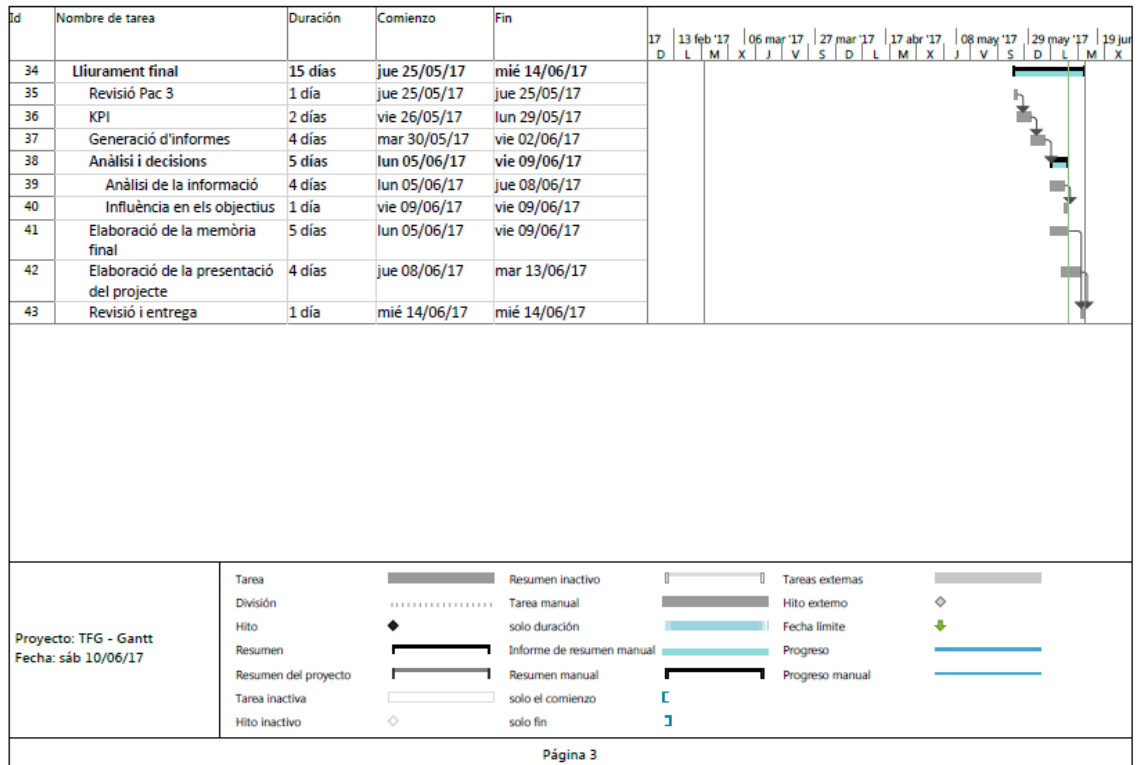 Id Nombre de tarea Duración Comienzo Fin
17 13 feb '17 06 mar '17 27 mar '17 17 abr '17 08 may '17 29 may '17 19 jun
D L M X J V S D L M X J V S D L M X
34 Lliurament final 15 días jue 25/05/17 mié 14/06/17
35 Revisió Pac 3 1 día jue 25/05/17 jue 25/05/17
36 KPI 2 días vie 26/05/17 lun 29/05/17
37 Generació d'informes 4 días mar 30/05/17 vie 02/06/17
38 Anàlisi i decisions 5 días lun 05/06/17 vie 09/06/17
39 Anàlisi de la informació 4 días lun 05/06/17 jue 08/06/17
40 Influència en els objectius 1 día vie 09/06/17 vie 09/06/17
41 Elaboració de la memòria 5 días lun 05/06/17 vie 09/06/17
final
42 Elaboració de la presentació 4 días jue 08/06/17 mar 13/06/17
del projecte
43 Revisió i entrega 1 día mié 14/06/17 mié 14/06/17
Proyecto: TFG - Gantt
Fecha: sáb 10/06/17
Tarea Resumen inactivo Tareas externas
División Tarea manual Hito externo
Hito solo duración Fecha límite
Resumen Informe de resumen manual Progreso
Resumen del proyecto Resumen manual Progreso manual
Tarea inactiva solo el comienzo
Hito inactivo solo fin
Página 3